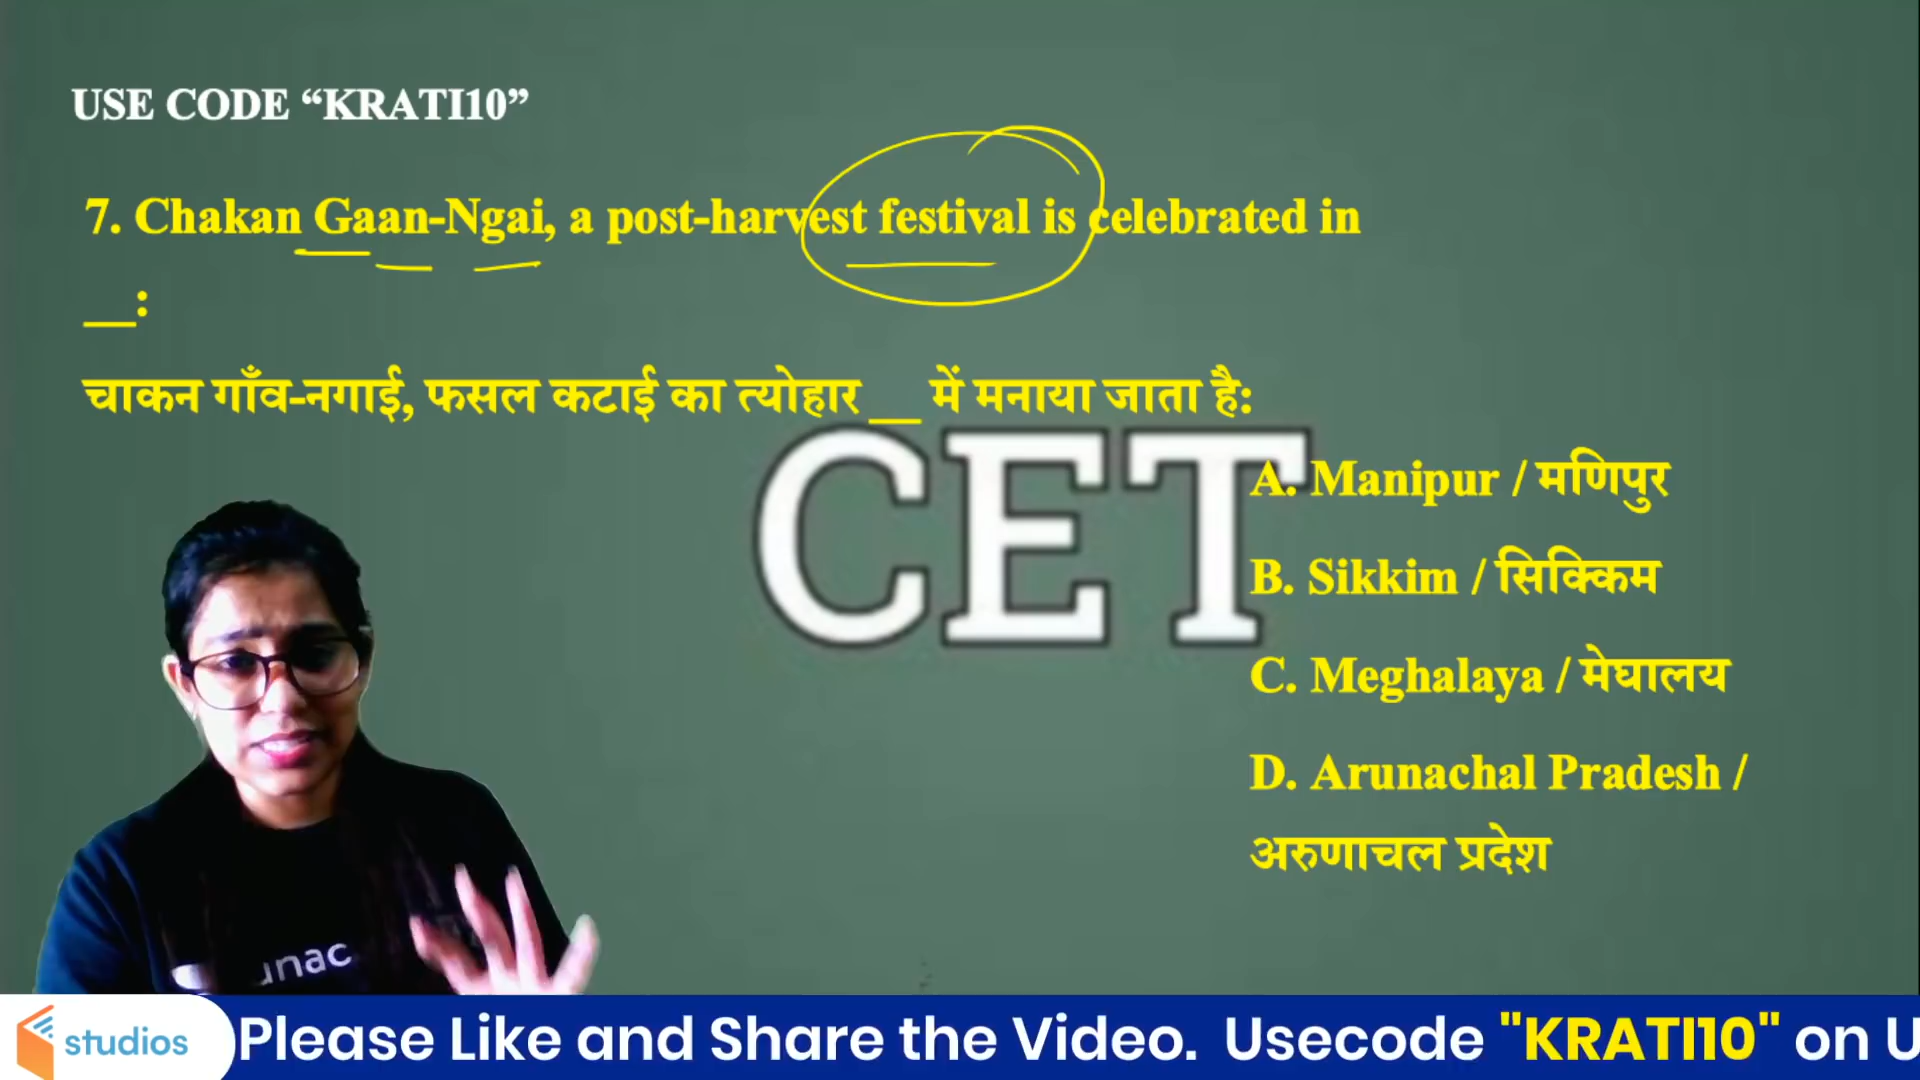 USE CODE “KRATI10”
7. Chakan Gaan-Ngai, a post-harvest festival is celebrated in
__:
चाकन गाँव-नगाई, फसल कटाई का त्योहार __ में मनाया जाता है:
CET
A. Manipur / मणिपुर
B. Sikkim / सिक्किम
C. Meghalaya / मेघालय
D. Arunachal Pradesh /
अरुणाचल प्रदेश
unac
studios
Please Like and Share the Video. Usecode "KRATI10" on U